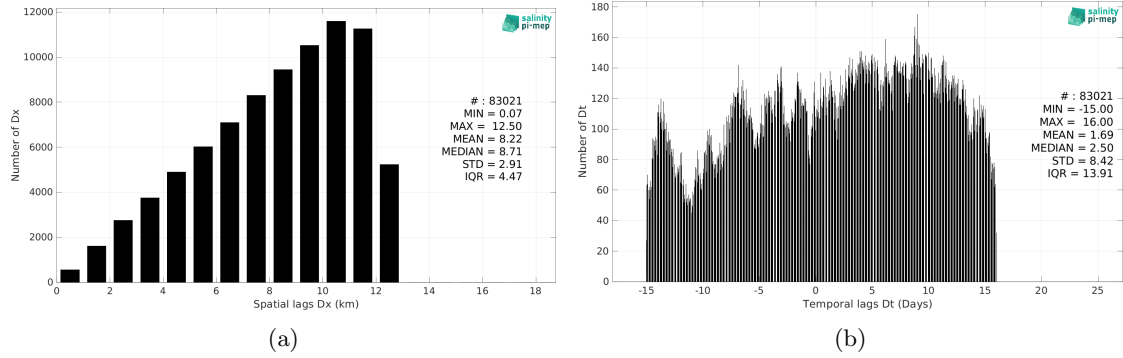 salinity
pi-mep
12000
10000
8000
6000
4000
2000
0
Number of Dx
# : 83021
MIN = 0.07
MAX = 12.50
MEAN = 8.22
MEDIAN = 8.71
STD = 2.91
IQR = 4.47
0 2 4 6 8 10 12 14 16 18
Spatial lags Dx (km)
(a)
salinity
pi-mep
180
160
140
120
100
80
60
40
20
0
Number of Dt
# : 83021
MIN = -15.00
MAX = 16.00
MEAN = 1.69
MEDIAN = 2.50
STD = 8.42
IQR = 13.91
-15 -10 -5 0 5 10 15 20 25
Temporal lags Dt (Days)
(b)